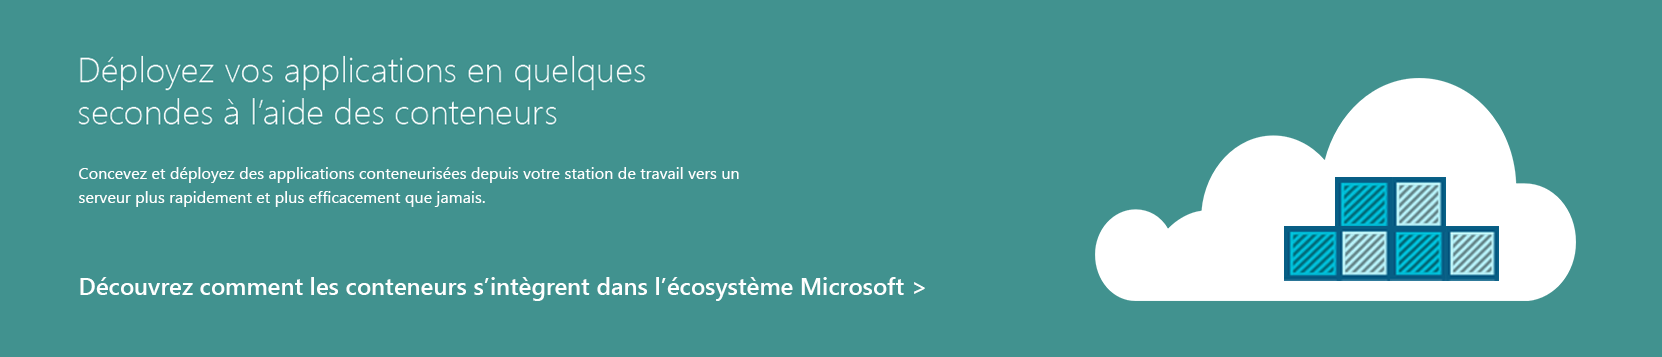 Déployez vos applications en quelques
secondes à l’aide des conteneurs
Concevez et déployez des applications conteneurisées depuis votre station de travail vers un
serveur plus rapidement et plus efficacement que jamais.
Découvrez comment les conteneurs s’intègrent dans l’écosystème Microsoft >